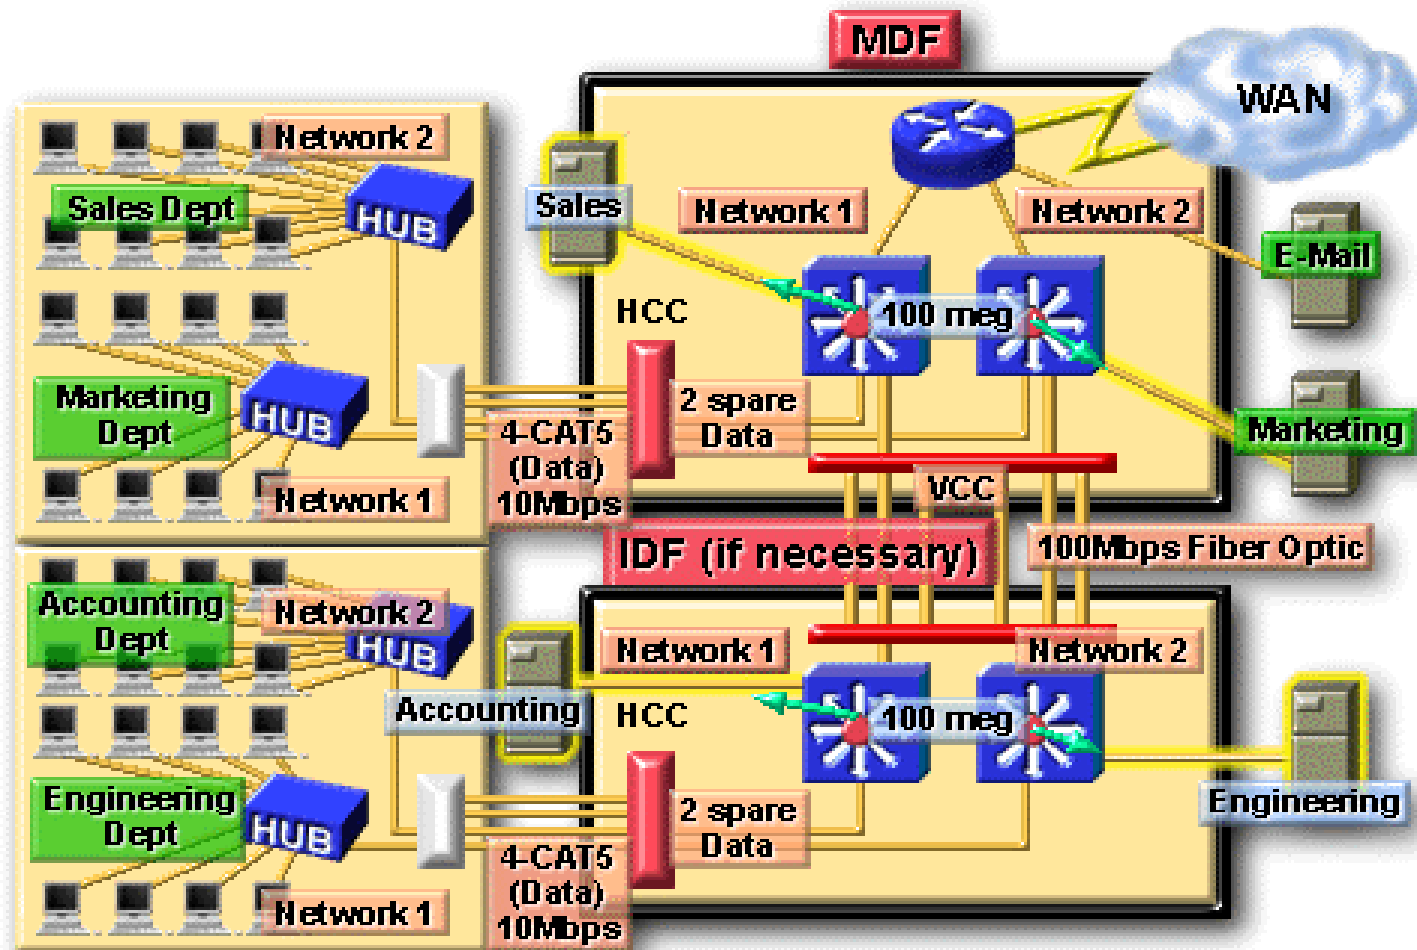 MDF
WAN
Network 2
Sales Dept
HUB
Sales
Network 1
Network 2
E-Mail
HCC
100 meg
Marketing
Dept
HUB
2 spare
Data
Marketing
4-CAT5
(Data)
10Mbps
Network 1
VCC
IDF (if necessary)
100Mbps Fiber Optic
Accounting
Dept
Network 2
HUB
Network 1
Network 2
Accounting
HCC
100 meg
Engineering
Dept
HUB
2 spare
Data
Engineering
4-CAT5
(Data)
10Mbps
Network 1